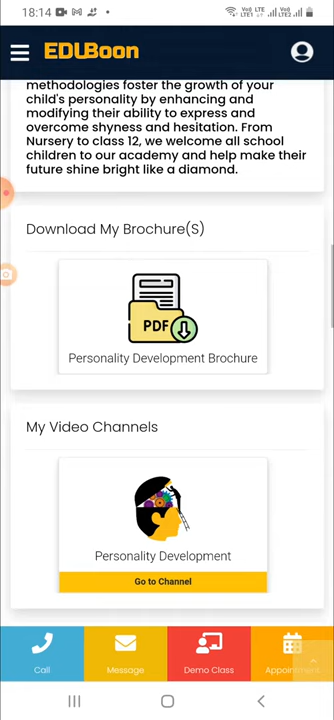 18:14
EDUBoon
methodologies foster the growth of your
child's personality by enhancing and
modifying their ability to express and
overcome shyness and hesitation. From
Nursery to class 12, we welcome all school
children to our academy and help make their
future shine bright like a diamond.
Download My Brochure(S)
PDF
Personality Development Brochure
My Video Channels
Personality Development
Go to Channel
Call Message Demo Class